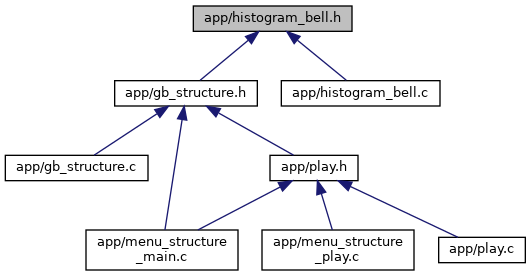 app/histogram_bell.h
app/gb_structure.h
app/histogram_bell.c
app/gb_structure.c
app/play.h
app/menu_structure
_main.c
app/menu_structure
_play.c
app/play.c